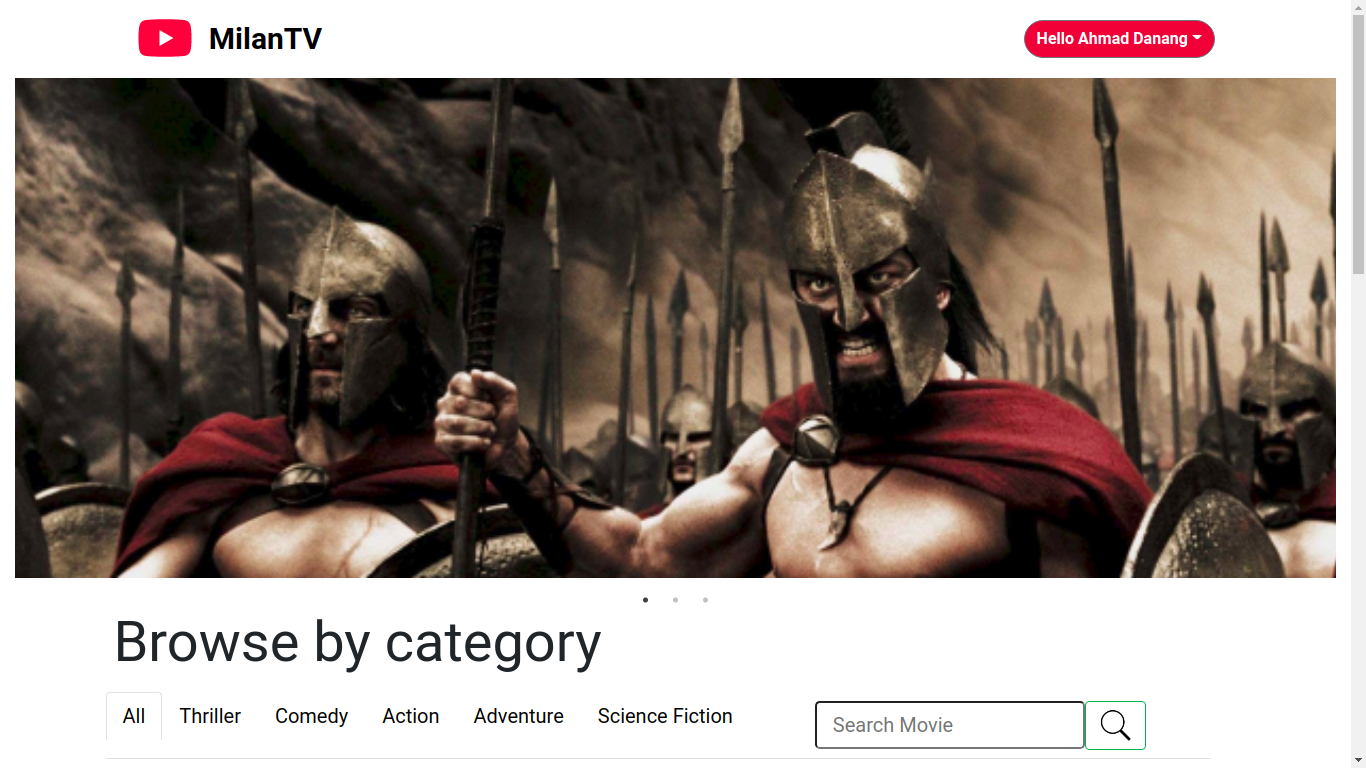 MilanTV
Hello Ahmad Danang
Browse by category
All Thriller Comedy Action Adventure Science Fiction
Search Movie